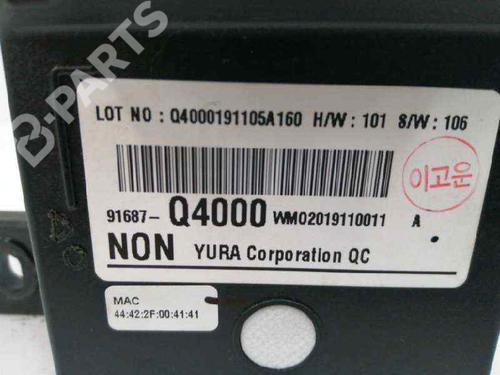 B-PARTS
LOT NO : Q4000191105A160 H/W : 101 S/W : 106
이고운
91687- Q4000 WM02019110011 A
NON YURA Corporation QC
MAC
44:42:2F:00:41:41